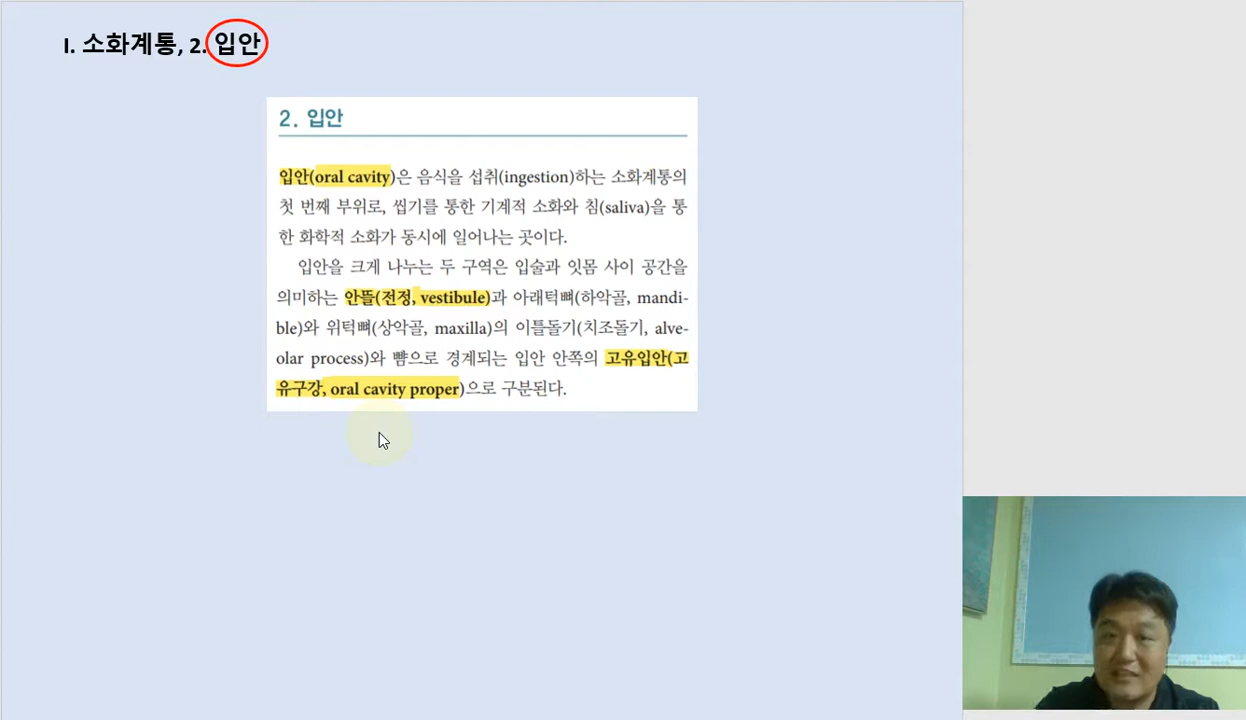 I. 소화계통, 2. 입안
2. 입안
입안(oral cavity)은 음식을 섭취(ingestion)하는 소화계통의
첫 번째 부위로, 씹기를 통한 기계적 소화와 침(saliva)을 통
한 화학적 소화가 동시에 일어나는 곳이다.
입안을 크게 나누는 두 구역은 입술과 잇몸 사이 공간을
의미하는 안뜰(전정, vestibule)과 아래턱뼈(하악골, mandi-
ble)와 위턱뼈(상악골, maxilla)의 이틀돌기(치조돌기, alve-
olar process)와 뺨으로 경계되는 입안 안쪽의 고유입안(고
유구강, oral cavity proper)으로 구분된다.